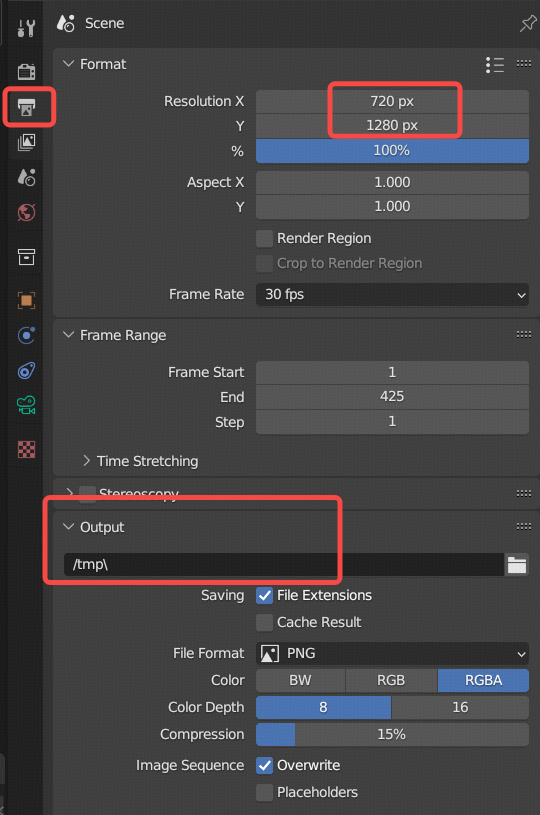 Scene
Format
Resolution X 720 px
Y 1280 px
% 100%
Aspect X 1.000
Y 1.000
Render Region
Crop to Render Region
Frame Rate 30 fps
Frame Range
Frame Start 1
End 425
Step 1
Time Stretching
Stereoscopy
Output
/tmp\
Saving File Extensions
Cache Result
File Format PNG
Color BW RGB RGBA
Color Depth 8 16
Compression 15%
Image Sequence Overwrite
Placeholders